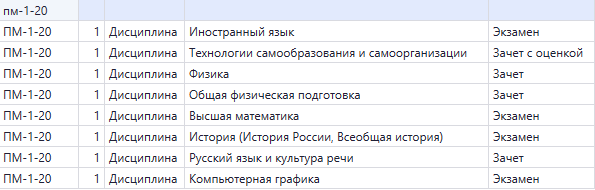 пм-1-20
ПМ-1-20 1 Дисциплина Иностранный язык Экзамен
ПМ-1-20 1 Дисциплина Технологии самообразования и самоорганизации Зачет с оценкой
ПМ-1-20 1 Дисциплина Физика Зачет
ПМ-1-20 1 Дисциплина Общая физическая подготовка Зачет
ПМ-1-20 1 Дисциплина Высшая математика Экзамен
ПМ-1-20 1 Дисциплина История (История России, Всеобщая история) Экзамен
ПМ-1-20 1 Дисциплина Русский язык и культура речи Зачет
ПМ-1-20 1 Дисциплина Компьютерная графика Экзамен